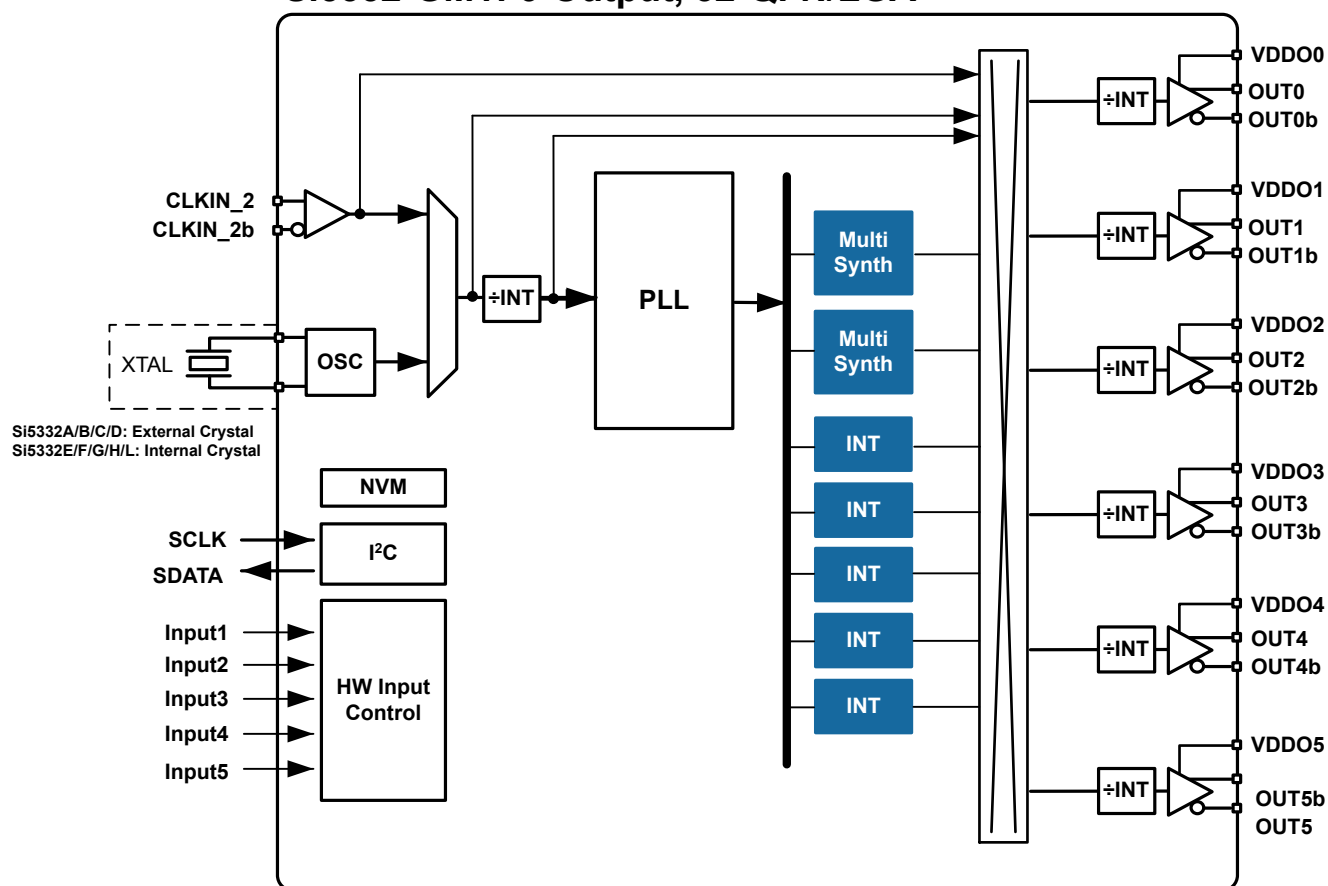 VDDO0
OUT0
÷INT
OUT0b
CLKIN_2
CLKIN_2b
VDDO1
OUT1
÷INT
OUT1b
Multi
Synth
÷INT
PLL
XTAL
OSC
Multi
Synth
VDDO2
OUT2
÷INT
OUT2b
Si5332A/B/C/D: External Crystal
Si5332E/F/G/H/L: Internal Crystal
NVM
SCLK
SDATA
I²C
INT
INT
INT
INT
INT
VDDO3
OUT3
÷INT
OUT3b
Input1
Input2
Input3
Input4
Input5
HW Input
Control
VDDO4
OUT4
÷INT
OUT4b
VDDO5
÷INT
OUT5b
OUT5